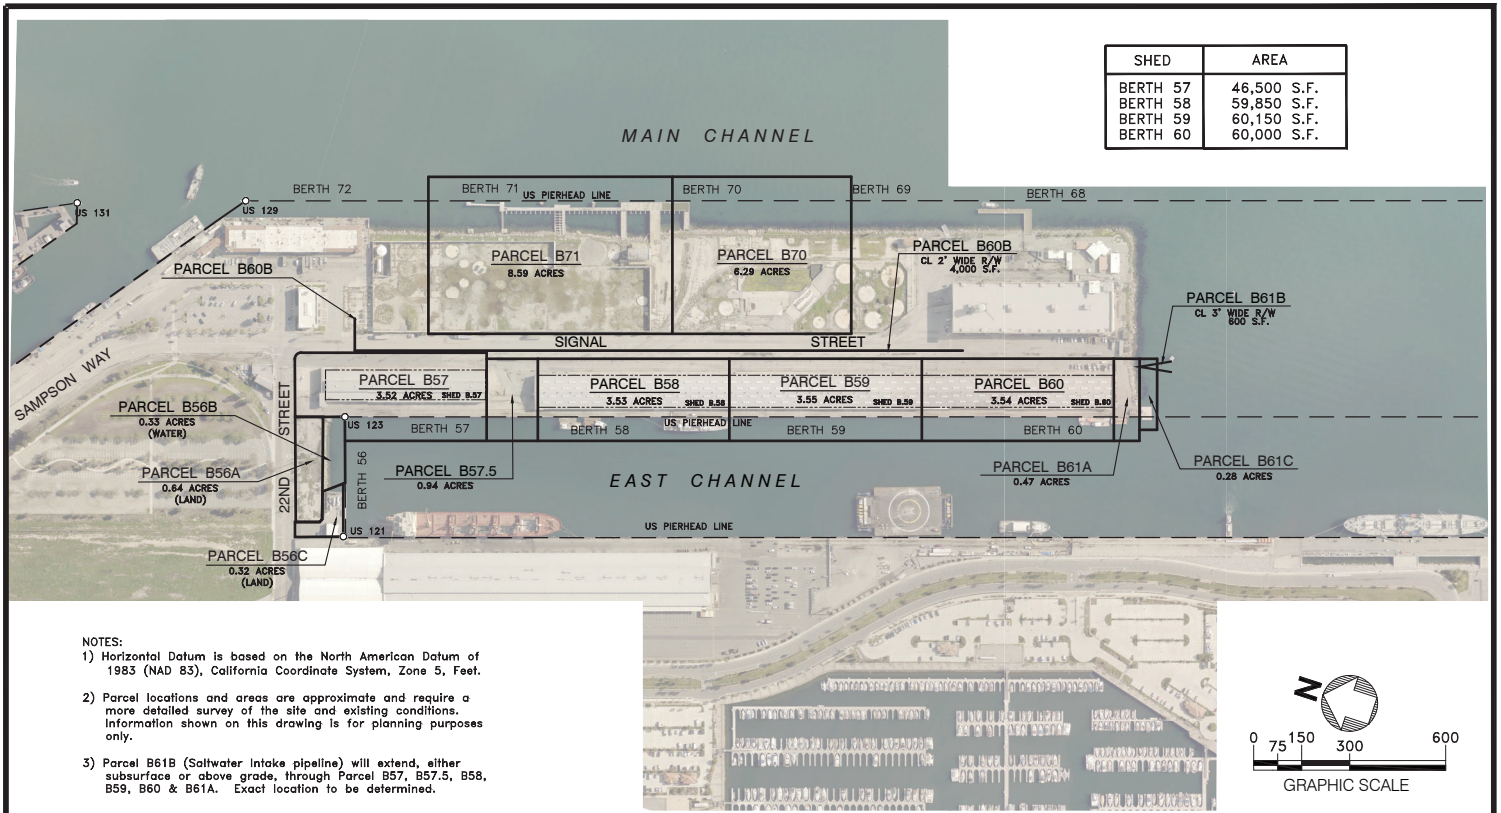 SHED AREA
BERTH 57 46,500 S.F.
BERTH 58 59,850 S.F.
BERTH 59 60,150 S.F.
BERTH 60 60,000 S.F.
MAIN CHANNEL
BERTH 72
BERTH 71
US PIERHEAD LINE
BERTH 70
BERTH 69
BERTH 68
US 131
US 129
PARCEL B60B
PARCEL B71
8.59 ACRES
PARCEL B70
6.29 ACRES
PARCEL B60B
CL 2' WIDE R/W
4,000 S.F.
PARCEL B61B
CL 3' WIDE R/W
600 S.F.
SIGNAL STREET
SAMPSON WAY
22ND STREET
PARCEL B57
3.52 ACRES SHED B.57
PARCEL B58
3.53 ACRES SHED B.58
PARCEL B59
3.55 ACRES SHED B.59
PARCEL B60
3.54 ACRES SHED B.60
PARCEL B56B
0.33 ACRES
(WATER)
US 123
BERTH 57
BERTH 58
US PIERHEAD LINE
BERTH 59
BERTH 60
PARCEL B56A
0.64 ACRES
(LAND)
BERTH 56
PARCEL B57.5
0.94 ACRES
EAST CHANNEL
PARCEL B61A
0.47 ACRES
PARCEL B61C
0.28 ACRES
US 121
US PIERHEAD LINE
PARCEL B56C
0.32 ACRES
(LAND)
NOTES:
1) Horizontal Datum is based on the North American Datum of
1983 (NAD 83), California Coordinate System, Zone 5, Feet.
2) Parcel locations and areas are approximate and require a
more detailed survey of the site and existing conditions.
Information shown on this drawing is for planning purposes
only.
3) Parcel B61B (Saltwater Intake pipeline) will extend, either
subsurface or above grade, through Parcel B57, B57.5, B58,
B59, B60 & B61A. Exact location to be determined.
N
0 75 150 300 600
GRAPHIC SCALE